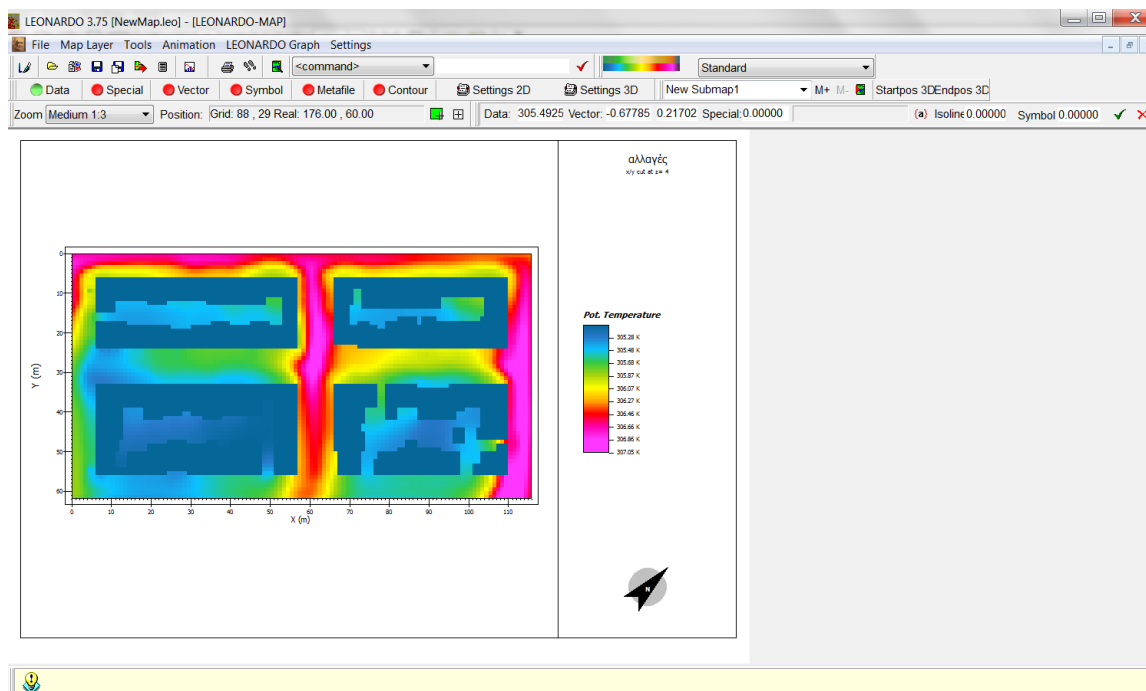 LEONARDO 3.75 [NewMap.leo] - [LEONARDO-MAP]
File Map Layer Tools Animation LEONARDO Graph Settings
<command> Standard
Data Special Vector Symbol Metafile Contour Settings 2D Settings 3D New Submap1 M+ M- Startpos 3DEndpos 3D
Zoom Medium 1:3 Position: Grid: 88 , 29 Real: 176.00 , 60.00 Data: 305.4925 Vector: -0.67785 0.21702 Special: 0.00000 (a) Isoline 0.00000 Symbol 0.00000
αλλαγές
x/y cut at z= 4
Pot. Temperature
305.28 K
305.48 K
305.68 K
305.87 K
306.07 K
306.27 K
306.46 K
306.66 K
306.86 K
307.05 K
Y (m)
0
10
20
30
40
50
60
0 10 20 30 40 50 60 70 80 90 100 110
X (m)
N